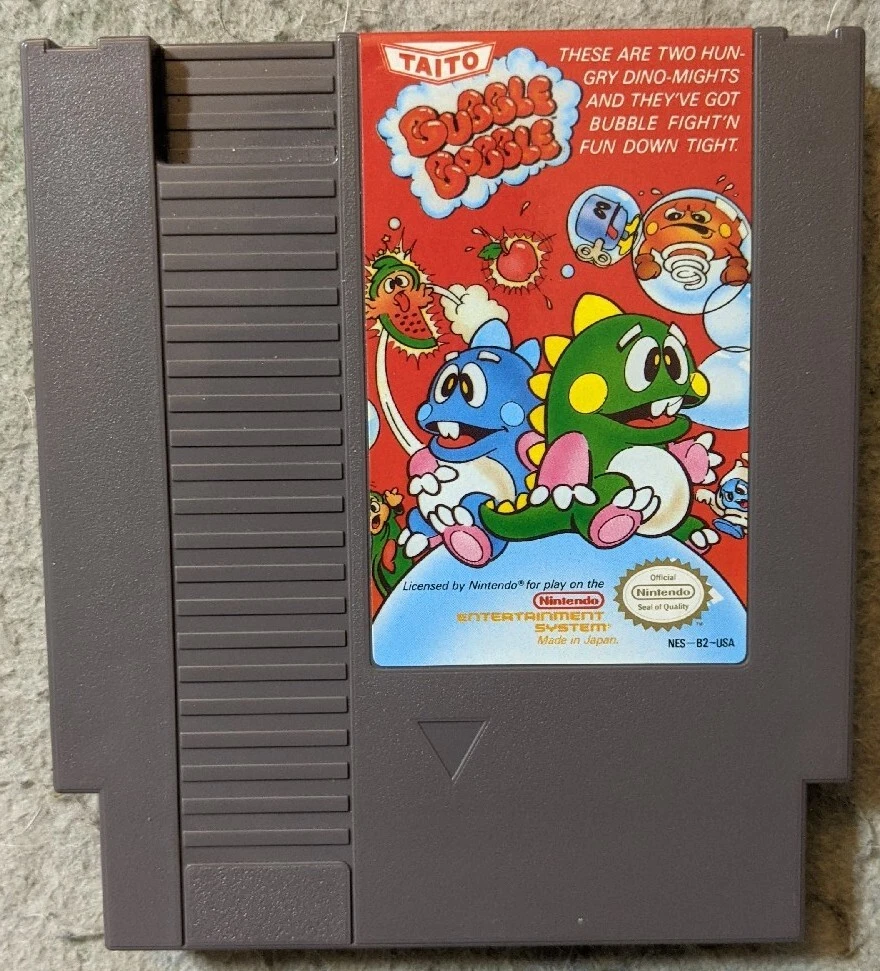 TAITO
BUBBLE
BOBBLE
THESE ARE TWO HUN-
GRY DINO-MIGHTS
AND THEY'VE GOT
BUBBLE FIGHT'N
FUN DOWN TIGHT.
Licensed by Nintendo® for play on the
Nintendo
ENTERTAINMENT
SYSTEM®
Made in Japan.
Official
Nintendo
Seal of Quality
TM
NES-B2-USA